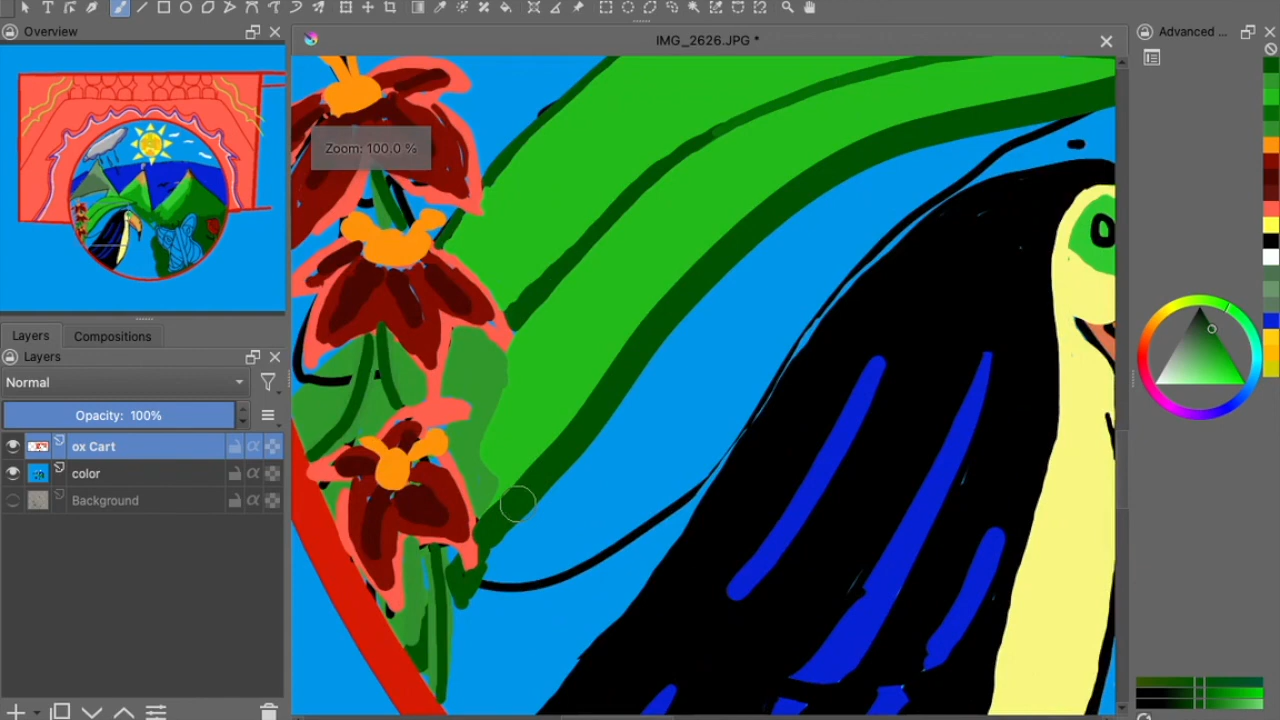 Overview
IMG_2626.JPG *
Advanced ...
Zoom: 100.0 %
Layers
Compositions
Layers
Normal
Opacity: 100%
ox Cart
color
Background